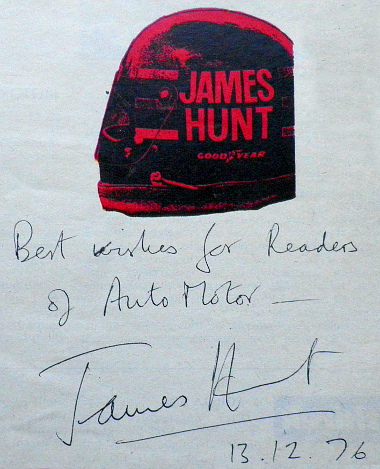 JAMES
HUNT
GOODYEAR
Best wishes for Readers
of Auto Motor —
James Hunt
13.12.76